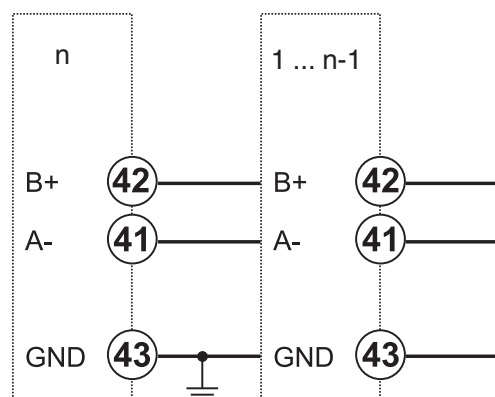 n 1 ... n-1
B+ 42 B+ 42
A- 41 A- 41
GND 43 GND 43